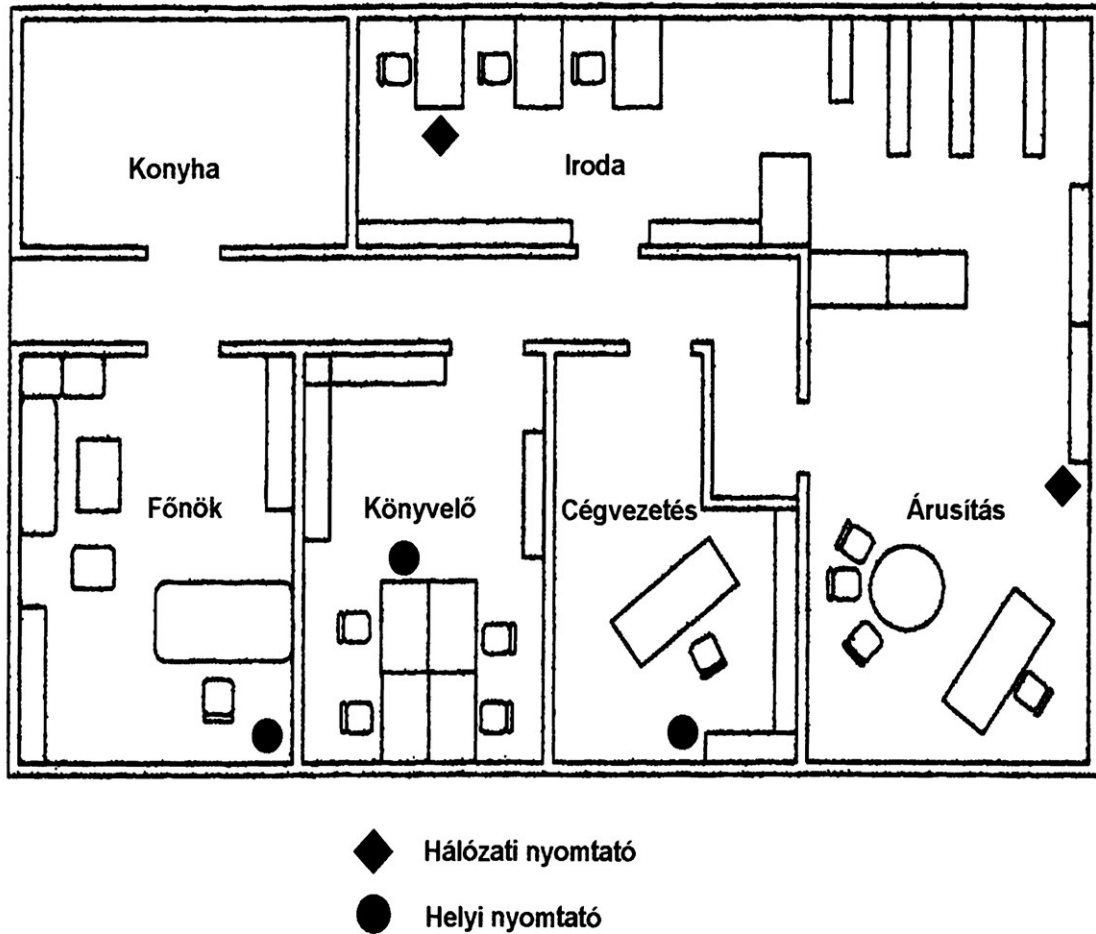 Konyha
Iroda
Főnök
Könyvelő
Cégvezetés
Árusítás
Hálózati nyomtató
Helyi nyomtató